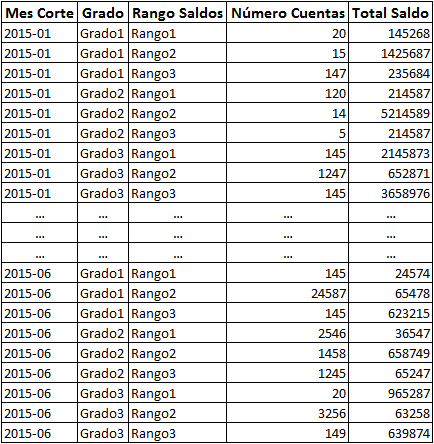 Mes Corte Grado Rango Saldos Número Cuentas Total Saldo
2015-01 Grado1 Rango1 20 145268
2015-01 Grado1 Rango2 15 1425687
2015-01 Grado1 Rango3 147 235684
2015-01 Grado2 Rango1 120 214587
2015-01 Grado2 Rango2 14 5214589
2015-01 Grado2 Rango3 5 214587
2015-01 Grado3 Rango1 145 2145873
2015-01 Grado3 Rango2 1247 652871
2015-01 Grado3 Rango3 145 3658976
... ... ... ... ...
... ... ... ... ...
... ... ... ... ...
2015-06 Grado1 Rango1 145 24574
2015-06 Grado1 Rango2 24587 65478
2015-06 Grado1 Rango3 145 623215
2015-06 Grado2 Rango1 2546 36547
2015-06 Grado2 Rango2 1458 658749
2015-06 Grado2 Rango3 1245 65247
2015-06 Grado3 Rango1 20 965287
2015-06 Grado3 Rango2 3256 63258
2015-06 Grado3 Rango3 149 639874